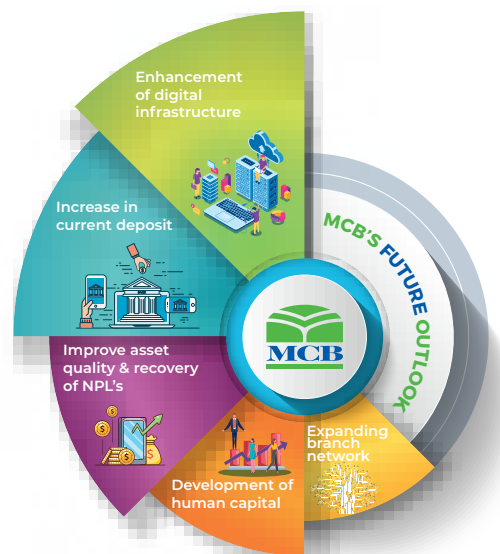 Enhancement
of digital
infrastructure
Increase in
current deposit
Improve asset
quality & recovery
of NPL's
Development of
human capital
Expanding
branch
network
MCB'S FUTURE OUTLOOK
MCB